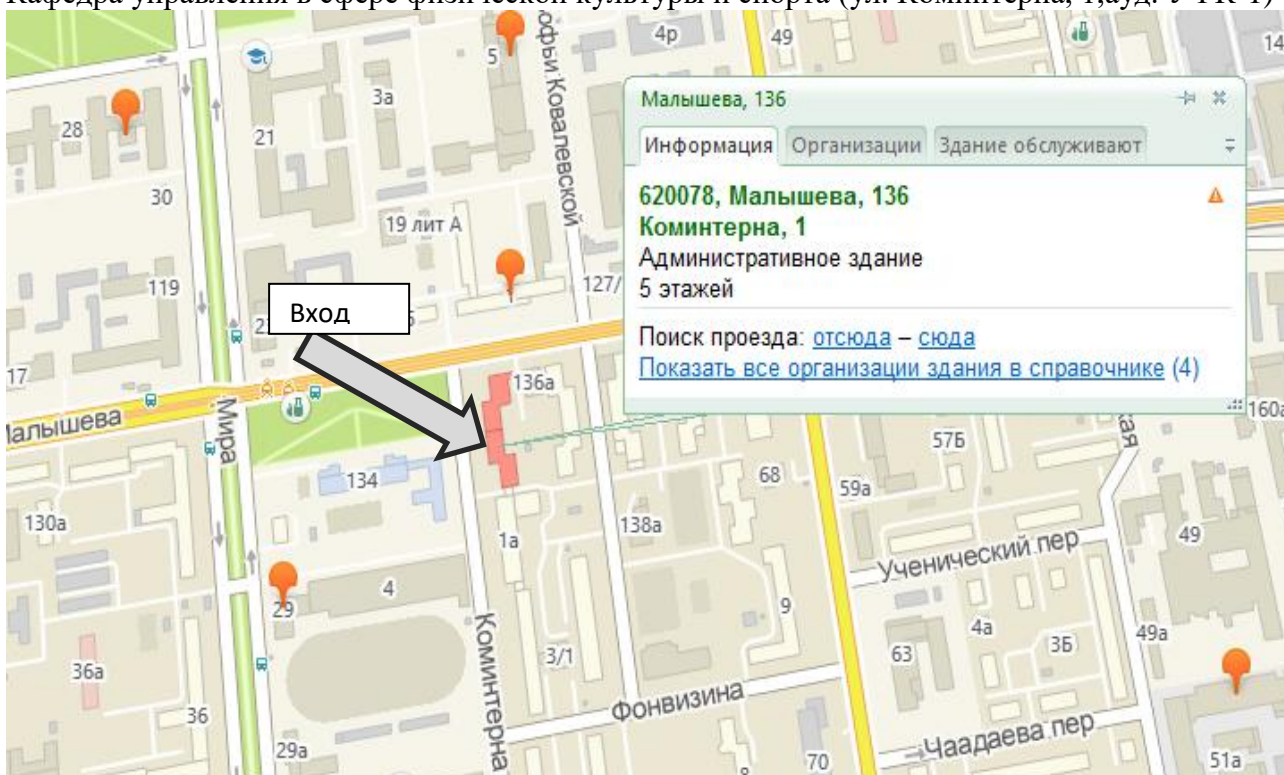 Кафедра управления в сфере физической культуры и спорта (ул. Коминтерна, 4,ауд.
4р
49
14
5
Софьи Ковалевской
3а
28
21
30
19 лит А
119
127/
Вход
17
Малышева
Мира
136а
134
130а
1а
138а
68
59а
57Б
160а
Ученический пер
49
29
4
9
Коминтерна
3/1
4а
3Б
49а
63
36а
36
Фонвизина
29а
70
Чаадаева пер
51а
Малышева, 136
Информация
Организации
Здание обслуживают
620078, Малышева, 136
Коминтерна, 1
Административное здание
5 этажей
Поиск проезда: отсюда – сюда
Показать все организации здания в справочнике (4)